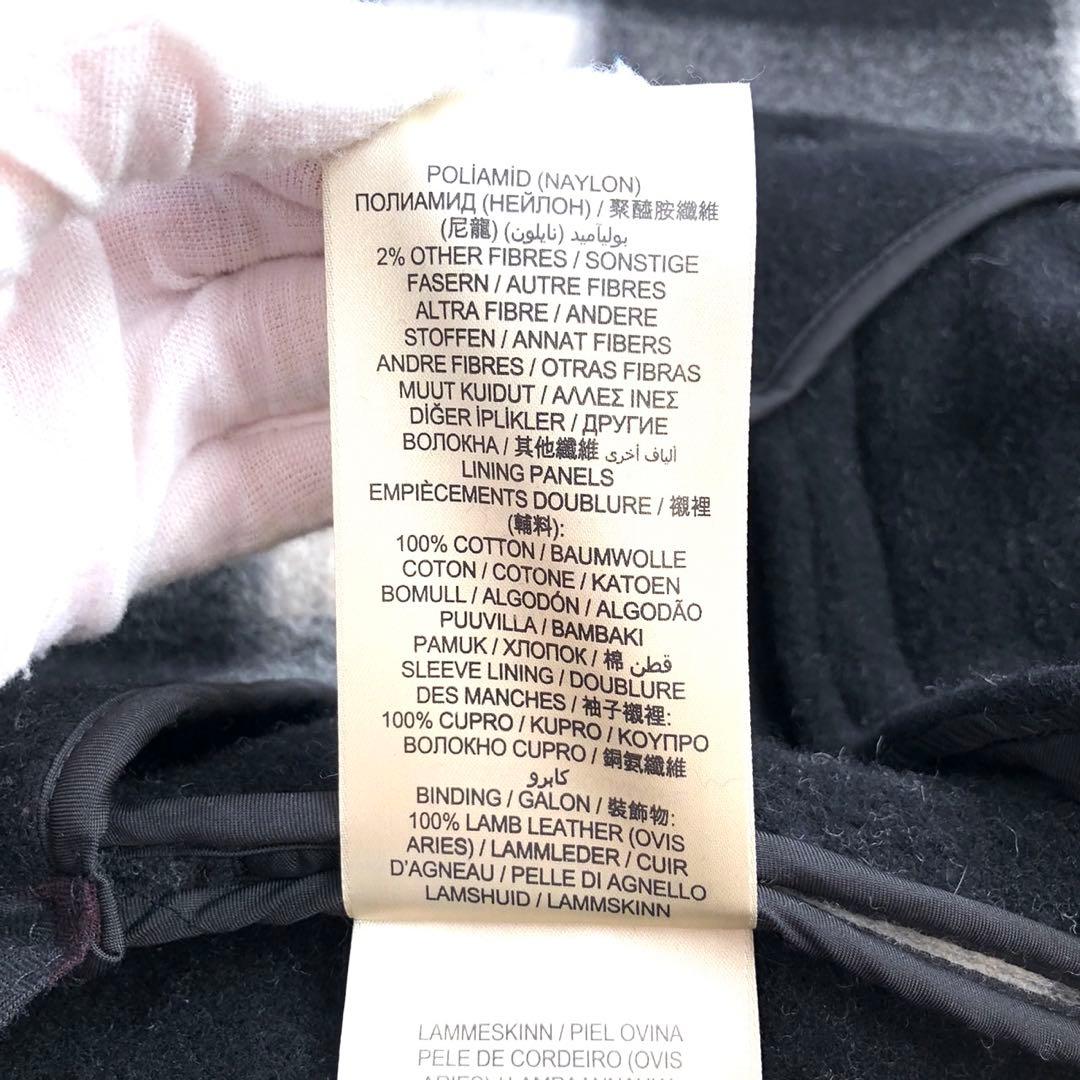 POLİAMİD (NAYLON)
ПОЛИАМИД (НЕЙЛОН) / 聚醯胺纖維
(尼龍) بولياميد (نايلون)
2% OTHER FIBRES / SONSTIGE
FASERN / AUTRE FIBRES
ALTRA FIBRE / ANDERE
STOFFEN / ANNAT FIBERS
ANDRE FIBRES / OTRAS FIBRAS
MUUT KUIDUT / ΑΛΛΕΣ ΙΝΕΣ
DİĞER İPLİKLER / ДРУГИЕ
ВОЛОКНА / 其他纖維 ألياف أخرى
LINING PANELS
EMPIÈCEMENTS DOUBLURE / 襯裡
(輔料):
100% COTTON / BAUMWOLLE
COTON / COTONE / KATOEN
BOMULL / ALGODÓN / ALGODÃO
PUUVILLA / ΒΑΜΒΑΚΙ
PAMUK / ХЛОПОК / 棉 قطن
SLEEVE LINING / DOUBLURE
DES MANCHES / 袖子襯裡:
100% CUPRO / KUPRO / ΚΟΥΠΡΟ
ВОЛОКНО CUPRO / 銅氨纖維
كابرو
BINDING / GALON / 裝飾物:
100% LAMB LEATHER (OVIS
ARIES) / LAMMLEDER / CUIR
D'AGNEAU / PELLE DI AGNELLO
LAMSHUID / LAMMSKINN
LAMMESKINN / PIEL OVINA
PELE DE CORDEIRO (OVIS